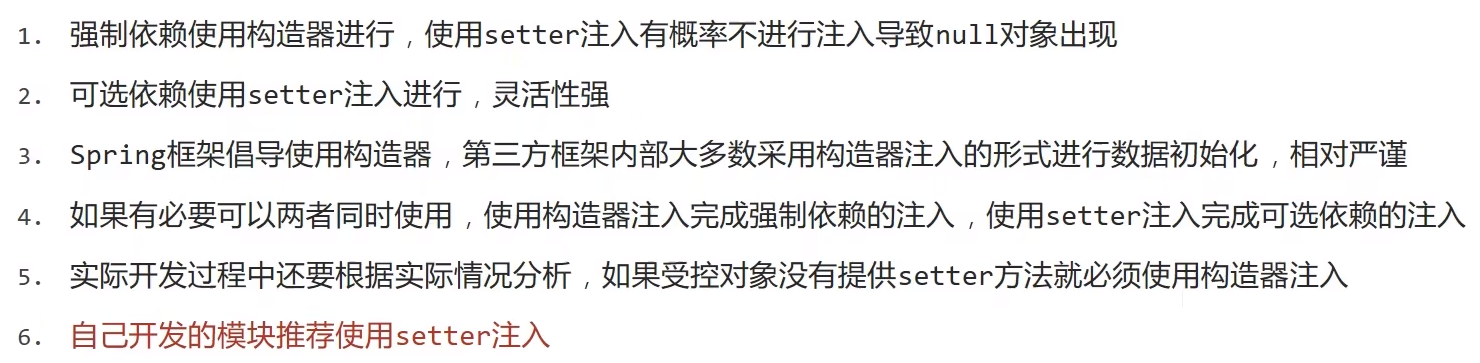 1. 强制依赖使用构造器进行，使用setter注入有概率不进行注入导致null对象出现
2. 可选依赖使用setter注入进行，灵活性强
3. Spring框架倡导使用构造器，第三方框架内部大多数采用构造器注入的形式进行数据初始化，相对严谨
4. 如果有必要可以两者同时使用，使用构造器注入完成强制依赖的注入，使用setter注入完成可选依赖的注入
5. 实际开发过程中还要根据实际情况分析，如果受控对象没有提供setter方法就必须使用构造器注入
6. 自己开发的模块推荐使用setter注入